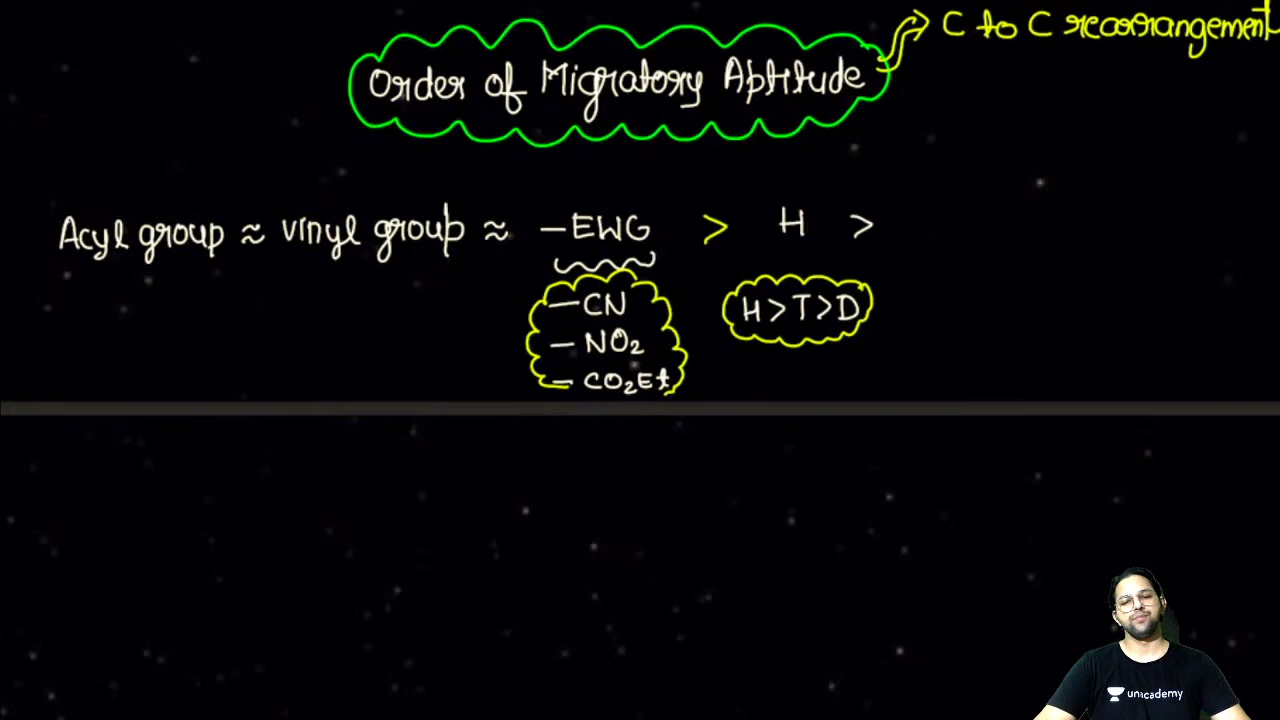 C to C rearrangement
Order of Migratory Aptitude
Acyl group ≈ vinyl group ≈ -EWG > H >
- CN
- NO₂
- CO₂Et
H > T > D
unacademy